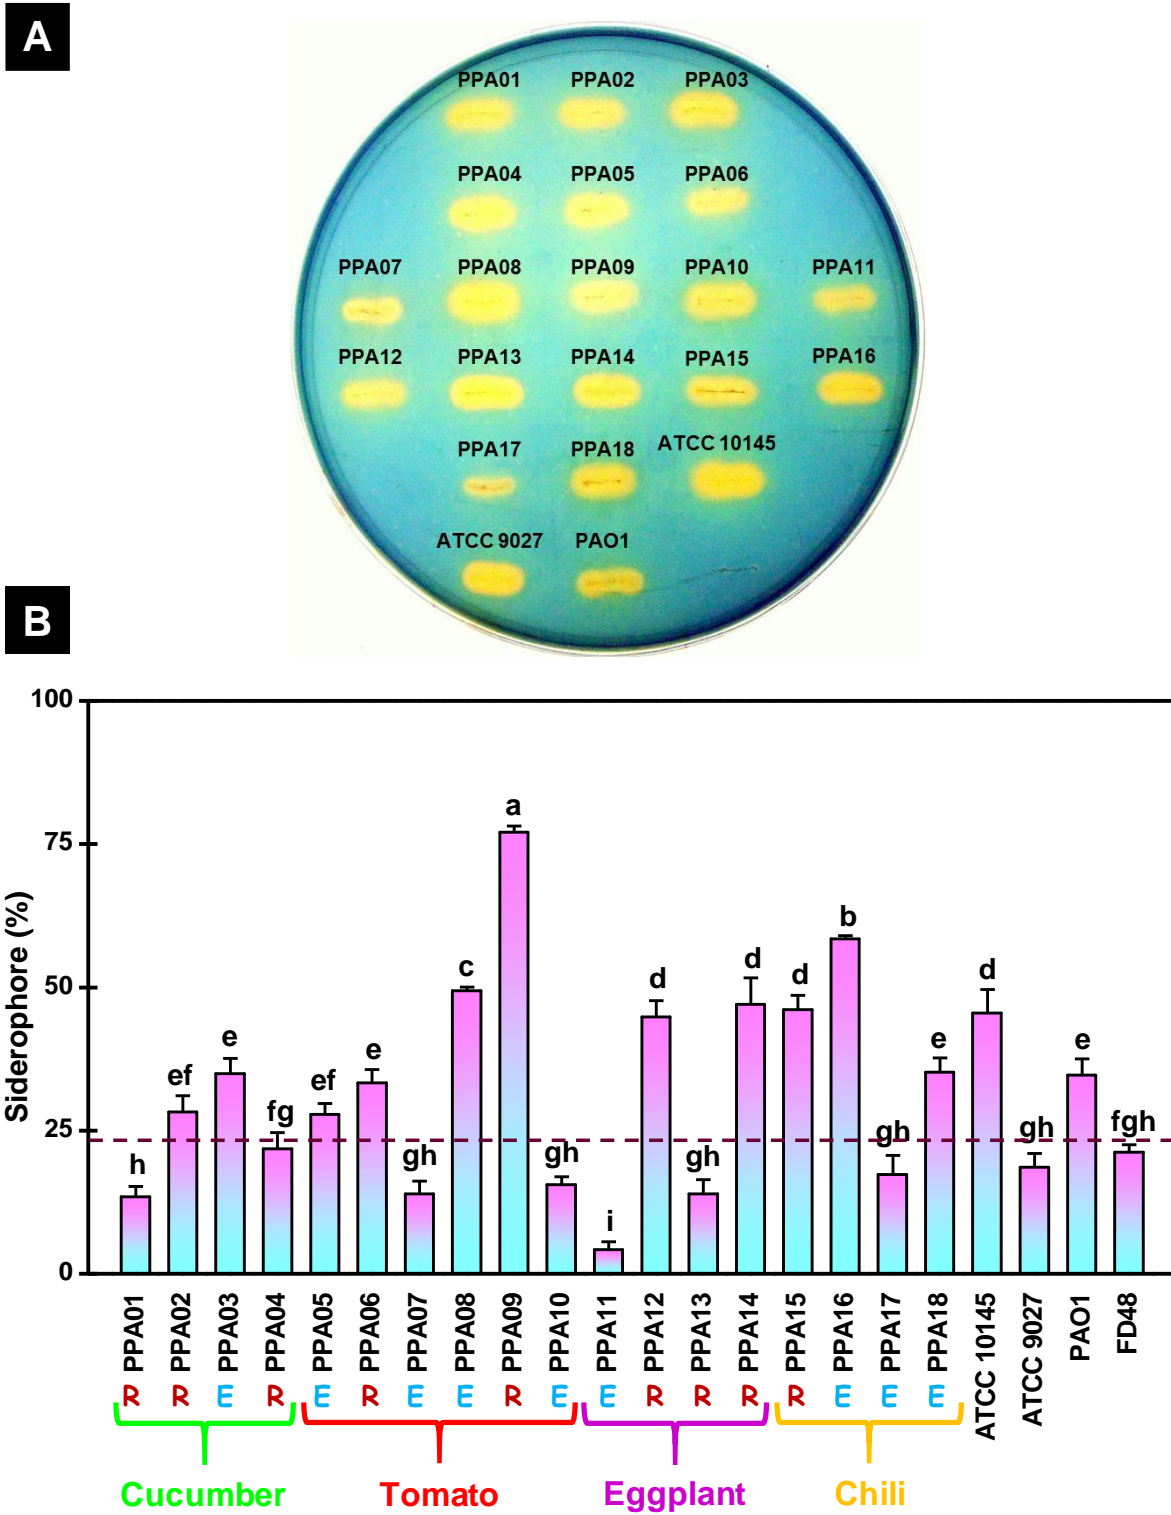 A
PPA01 PPA02 PPA03
PPA04 PPA05 PPA06
PPA07 PPA08 PPA09 PPA10 PPA11
PPA12 PPA13 PPA14 PPA15 PPA16
PPA17 PPA18 ATCC 10145
ATCC 9027 PAO1
B
Siderophore (%)
100
75
50
25
0
h ef e fg ef e gh c a gh i d gh d d b gh e d gh e fgh
PPA01 PPA02 PPA03 PPA04 PPA05 PPA06 PPA07 PPA08 PPA09 PPA10 PPA11 PPA12 PPA13 PPA14 PPA15 PPA16 PPA17 PPA18 ATCC 10145 ATCC 9027 PAO1 FD48
R R E R E R E E R E E R R R R E E E
Cucumber Tomato Eggplant Chili